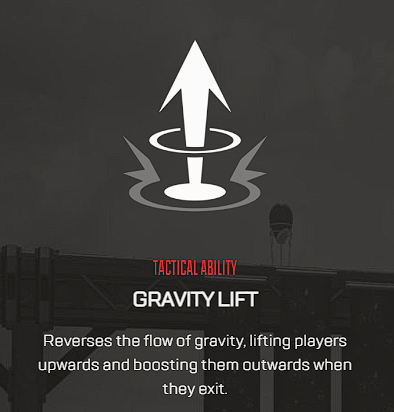 TACTICAL ABILITY
GRAVITY LIFT
Reverses the flow of gravity, lifting players
upwards and boosting them outwards when
they exit.